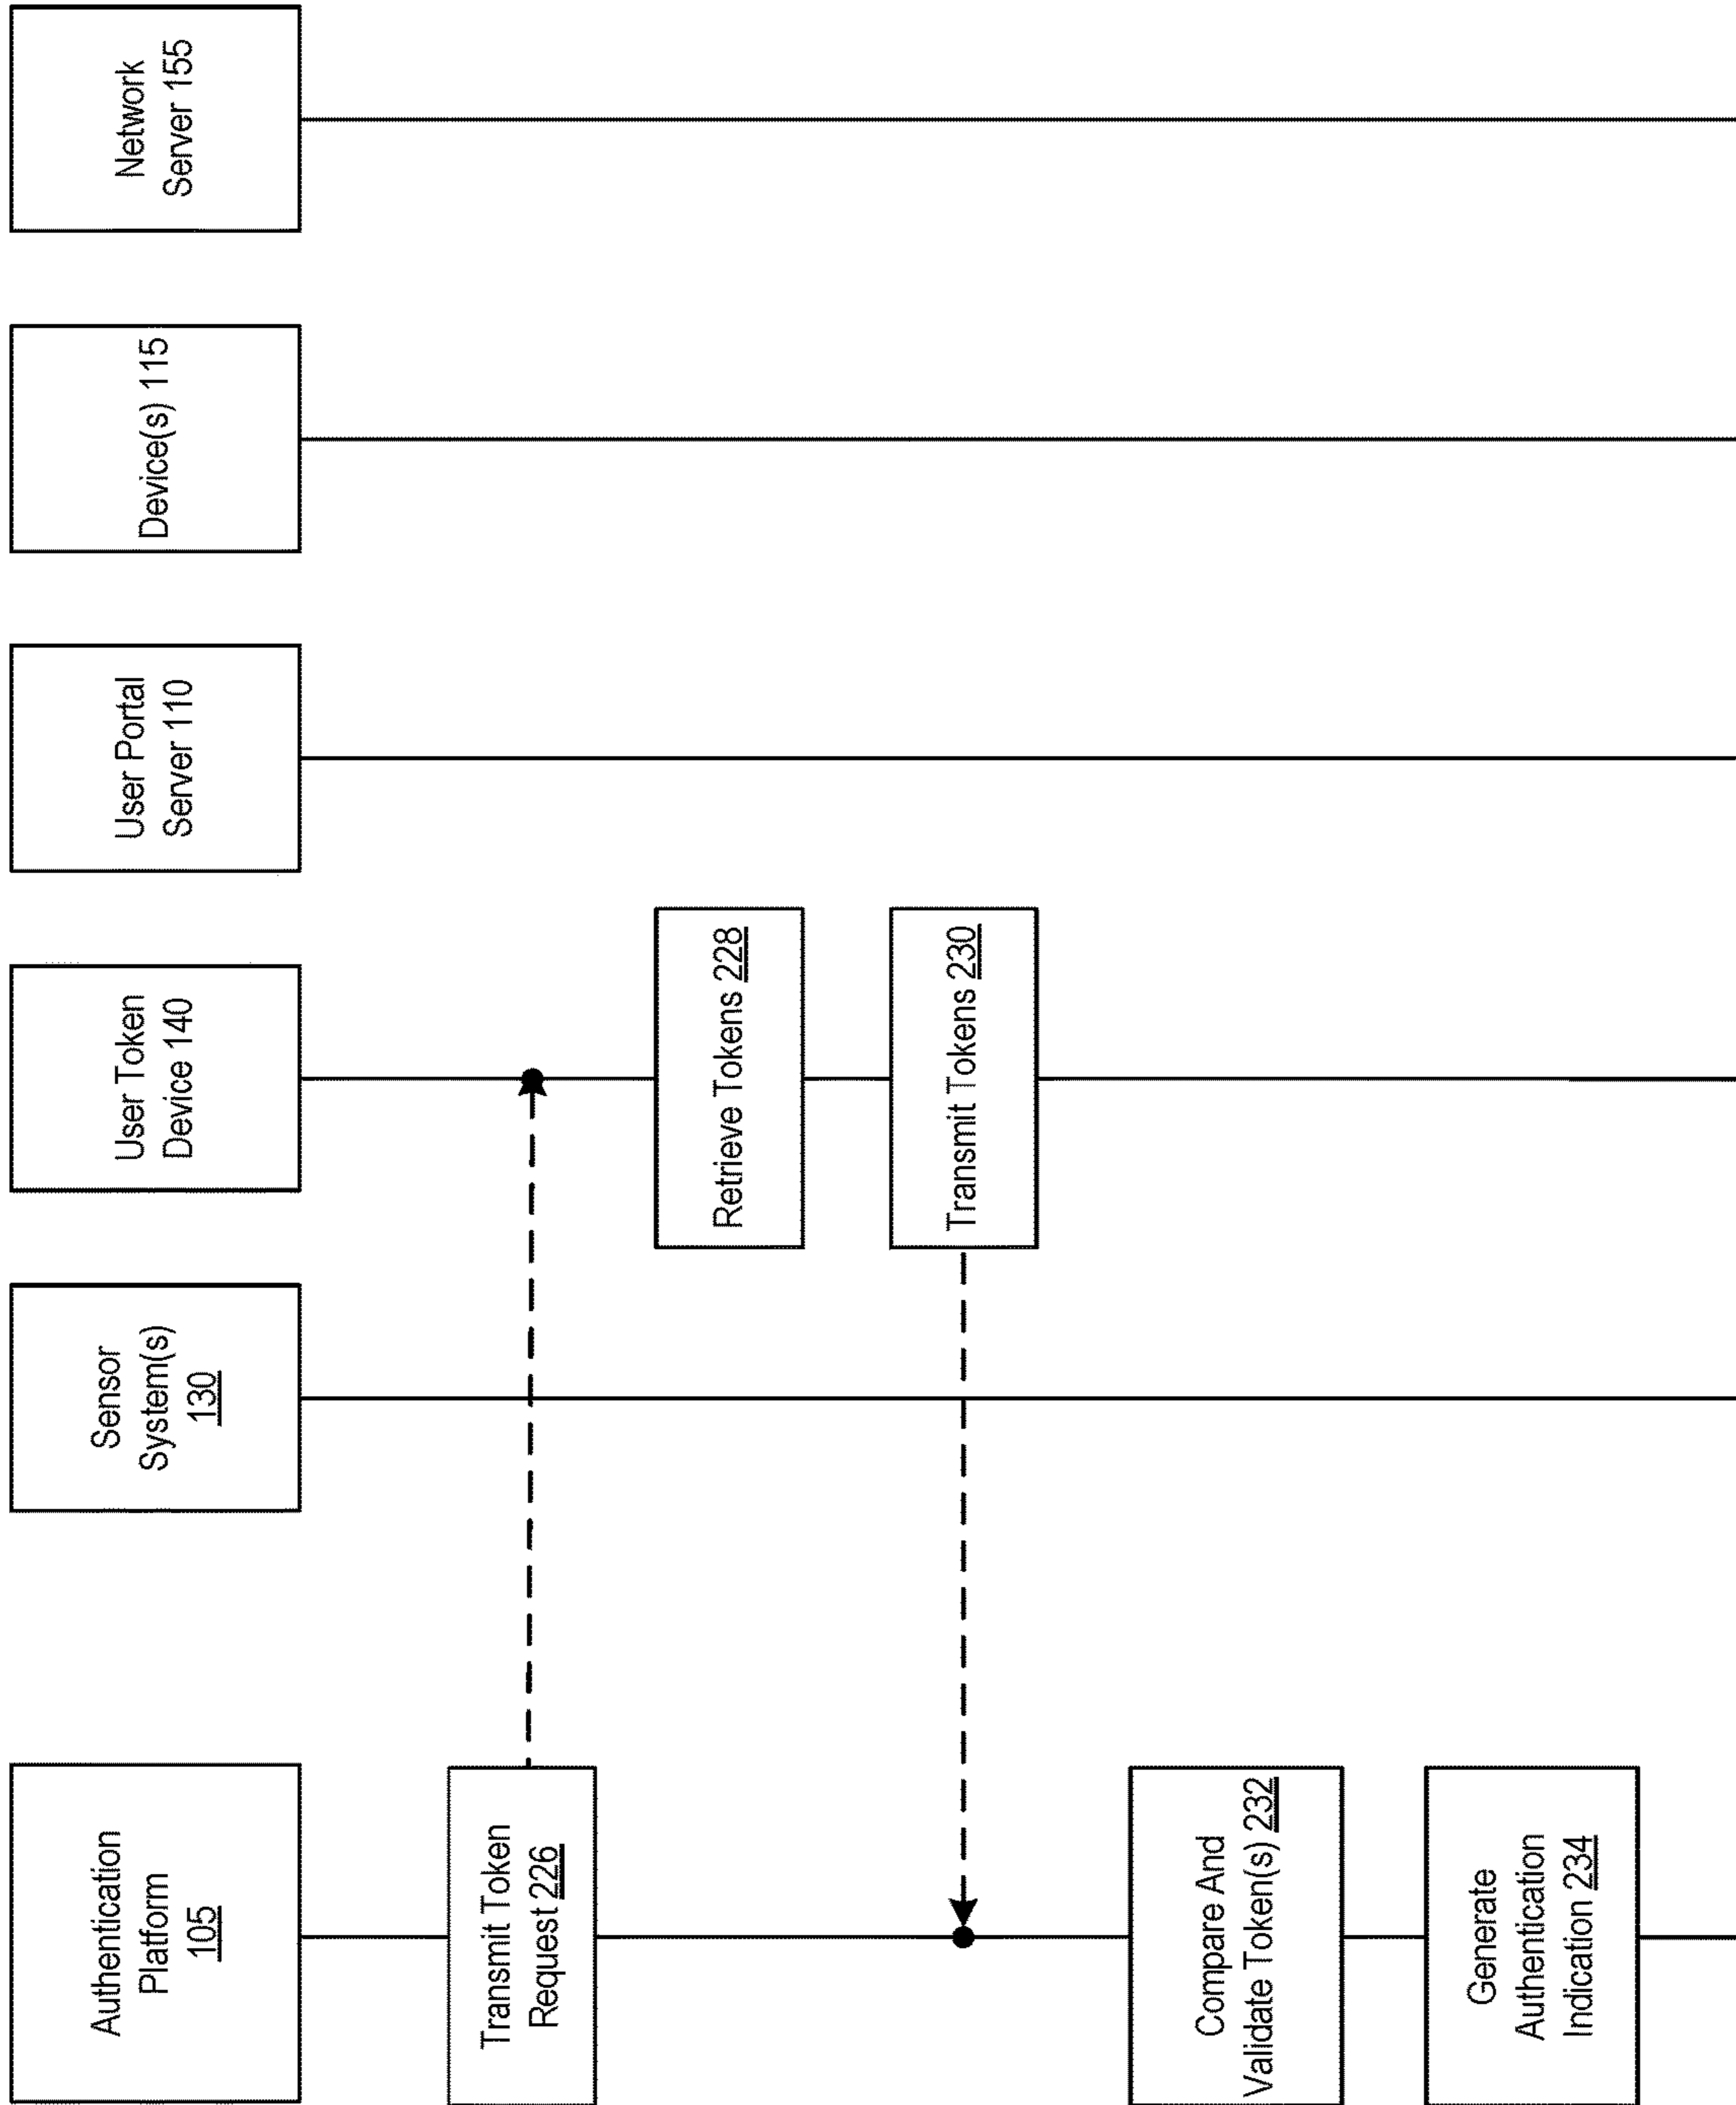 Authentication
Platform
105
Sensor
System(s)
130
User Token
Device 140
User Portal
Server 110
Device(s) 115
Network
Server 155
Transmit Token
Request 226
Retrieve Tokens 228
Transmit Tokens 230
Compare And
Validate Token(s) 232
Generate
Authentication
Indication 234